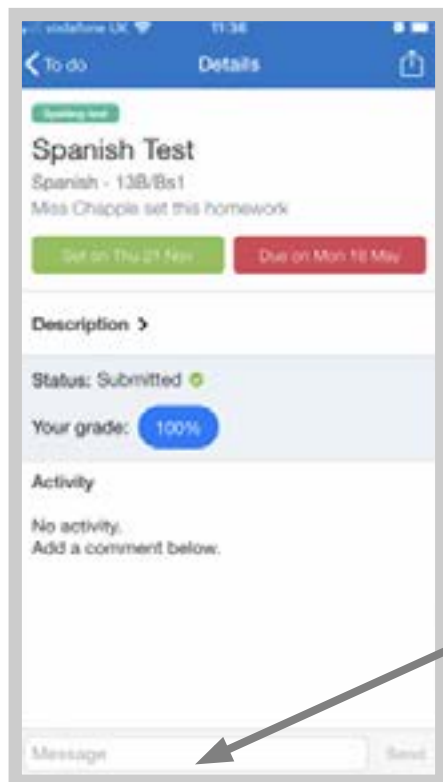 vodafone UK 11:36
To do Details
Spelling test
Spanish Test
Spanish - 13B/Bs1
Miss Chapple set this homework
Set on Thu 21 Nov Due on Mon 18 May
Description
Status: Submitted
Your grade: 100%
Activity
No activity.
Add a comment below.
Message Send